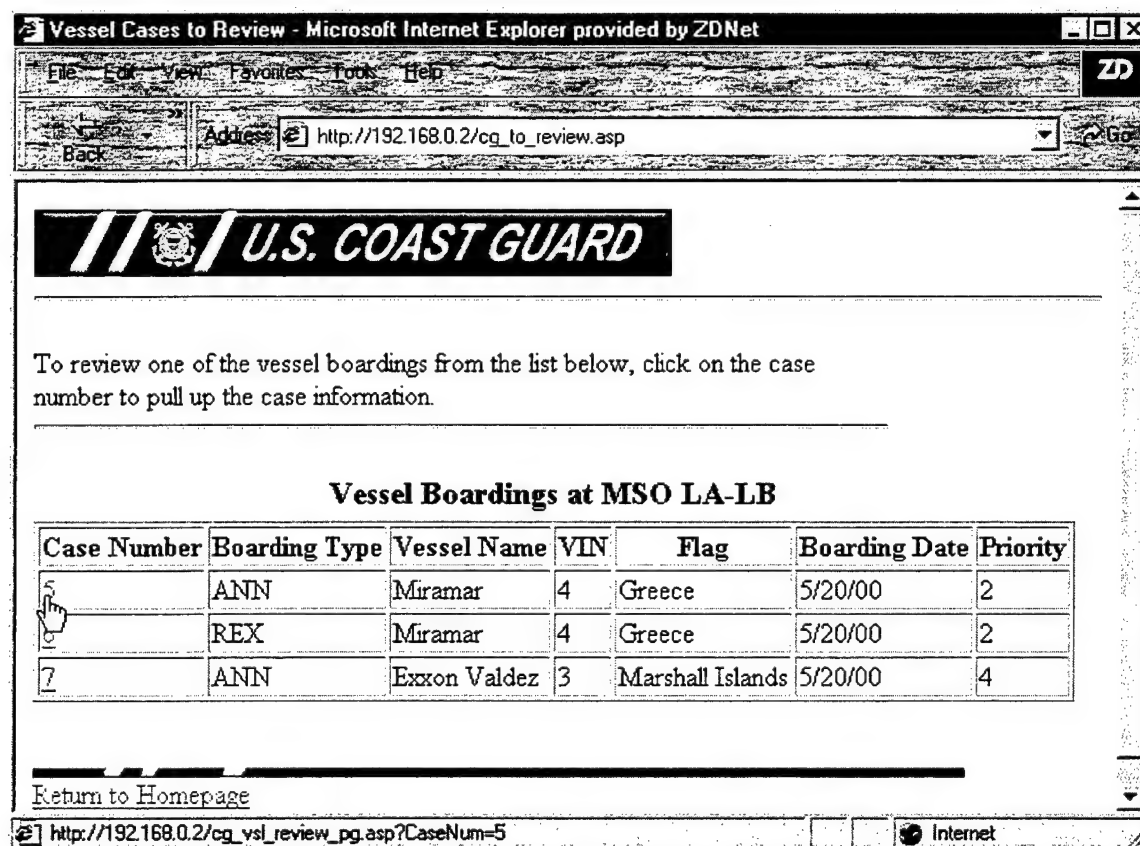 Vessel Cases to Review - Microsoft Internet Explorer provided by ZDNet
File Edit View Favorites Tools Help
ZD
Back
»
Address http://192.168.0.2/cg_to_review.asp
Go
U.S. COAST GUARD
To review one of the vessel boardings from the list below, click on the case
number to pull up the case information.
Vessel Boardings at MSO LA-LB
Case Number Boarding Type Vessel Name VIN Flag Boarding Date Priority
5 ANN Miramar 4 Greece 5/20/00 2
REX Miramar 4 Greece 5/20/00 2
7 ANN Exxon Valdez 3 Marshall Islands 5/20/00 4
Return to Homepage
http://192.168.0.2/cg_vsl_review_pg.asp?CaseNum=5
Internet